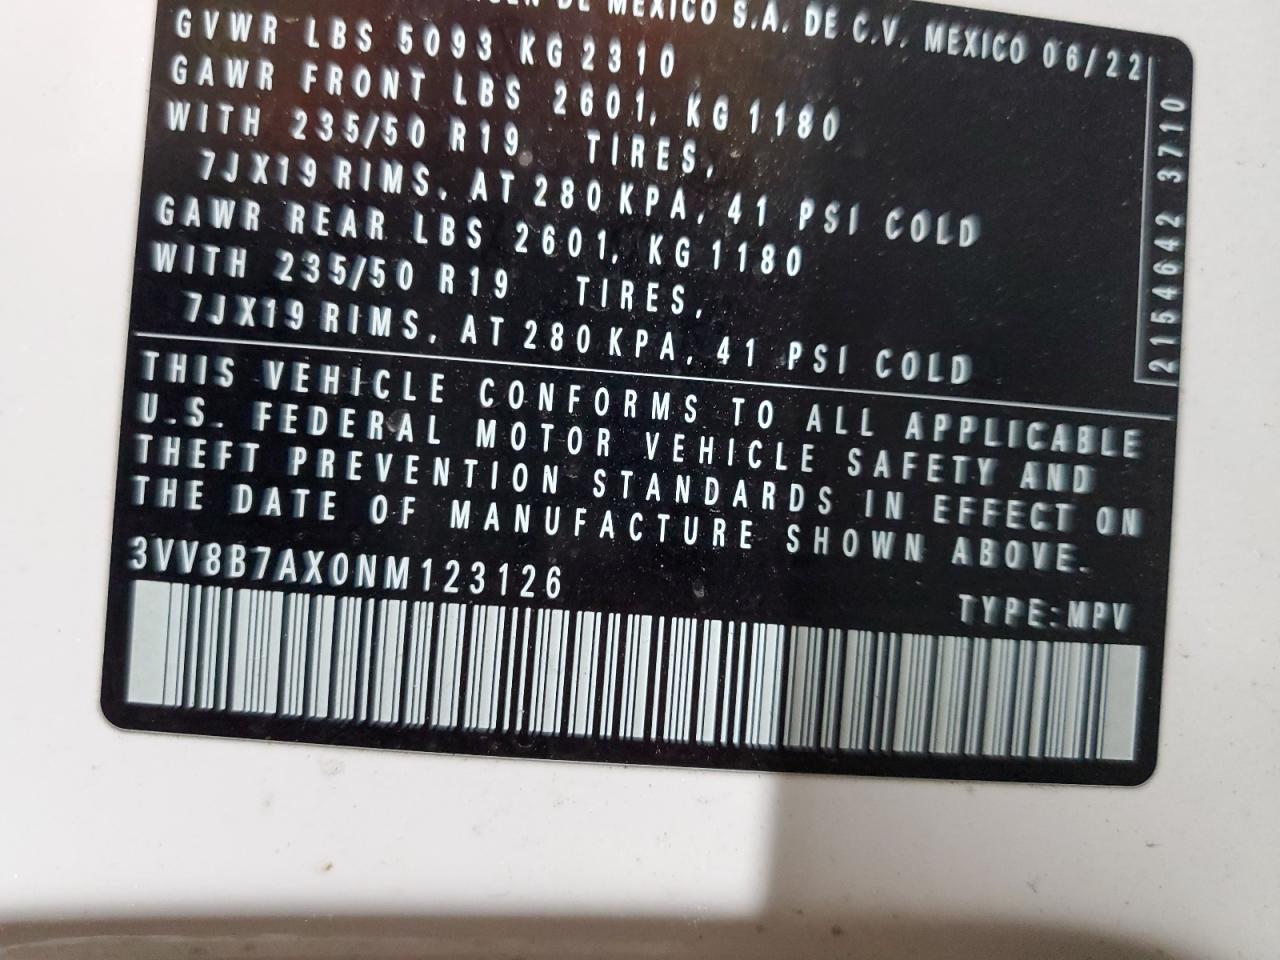 DE MEXICO S.A. DE C.V. MEXICO 06/22
GVWR LBS 5093 KG 2310
GAWR FRONT LBS 2601, KG 1180
WITH 235/50 R19 TIRES,
7JX19 RIMS, AT 280 KPA, 41 PSI COLD
GAWR REAR LBS 2601, KG 1180
WITH 235/50 R19 TIRES,
7JX19 RIMS, AT 280 KPA, 41 PSI COLD
2154642 3710
THIS VEHICLE CONFORMS TO ALL APPLICABLE
U.S. FEDERAL MOTOR VEHICLE SAFETY AND
THEFT PREVENTION STANDARDS IN EFFECT ON
THE DATE OF MANUFACTURE SHOWN ABOVE.
3VV8B7AX0NM123126
TYPE: MPV